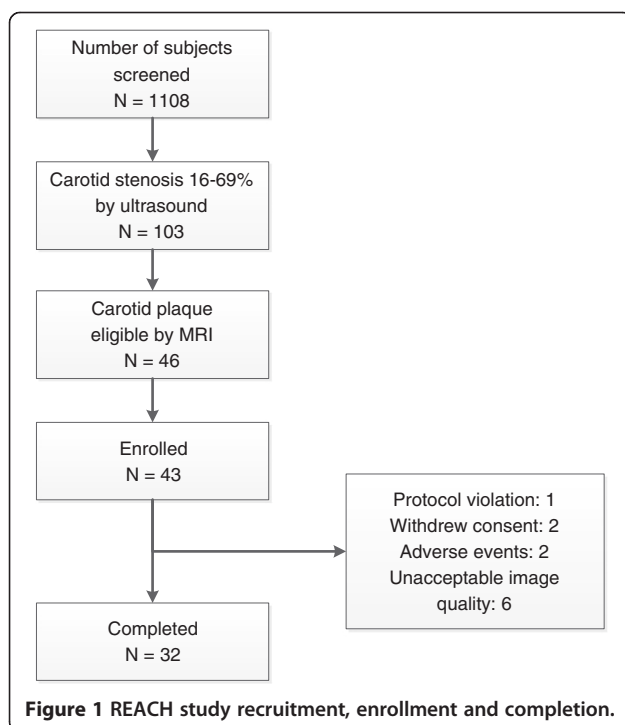 Number of subjects
screened
N = 1108
Carotid stenosis 16-69%
by ultrasound
N = 103
Carotid plaque
eligible by MRI
N = 46
Enrolled
N = 43
Protocol violation: 1
Withdrew consent: 2
Adverse events: 2
Unacceptable image
quality: 6
Completed
N = 32
Figure 1 REACH study recruitment, enrollment and completion.